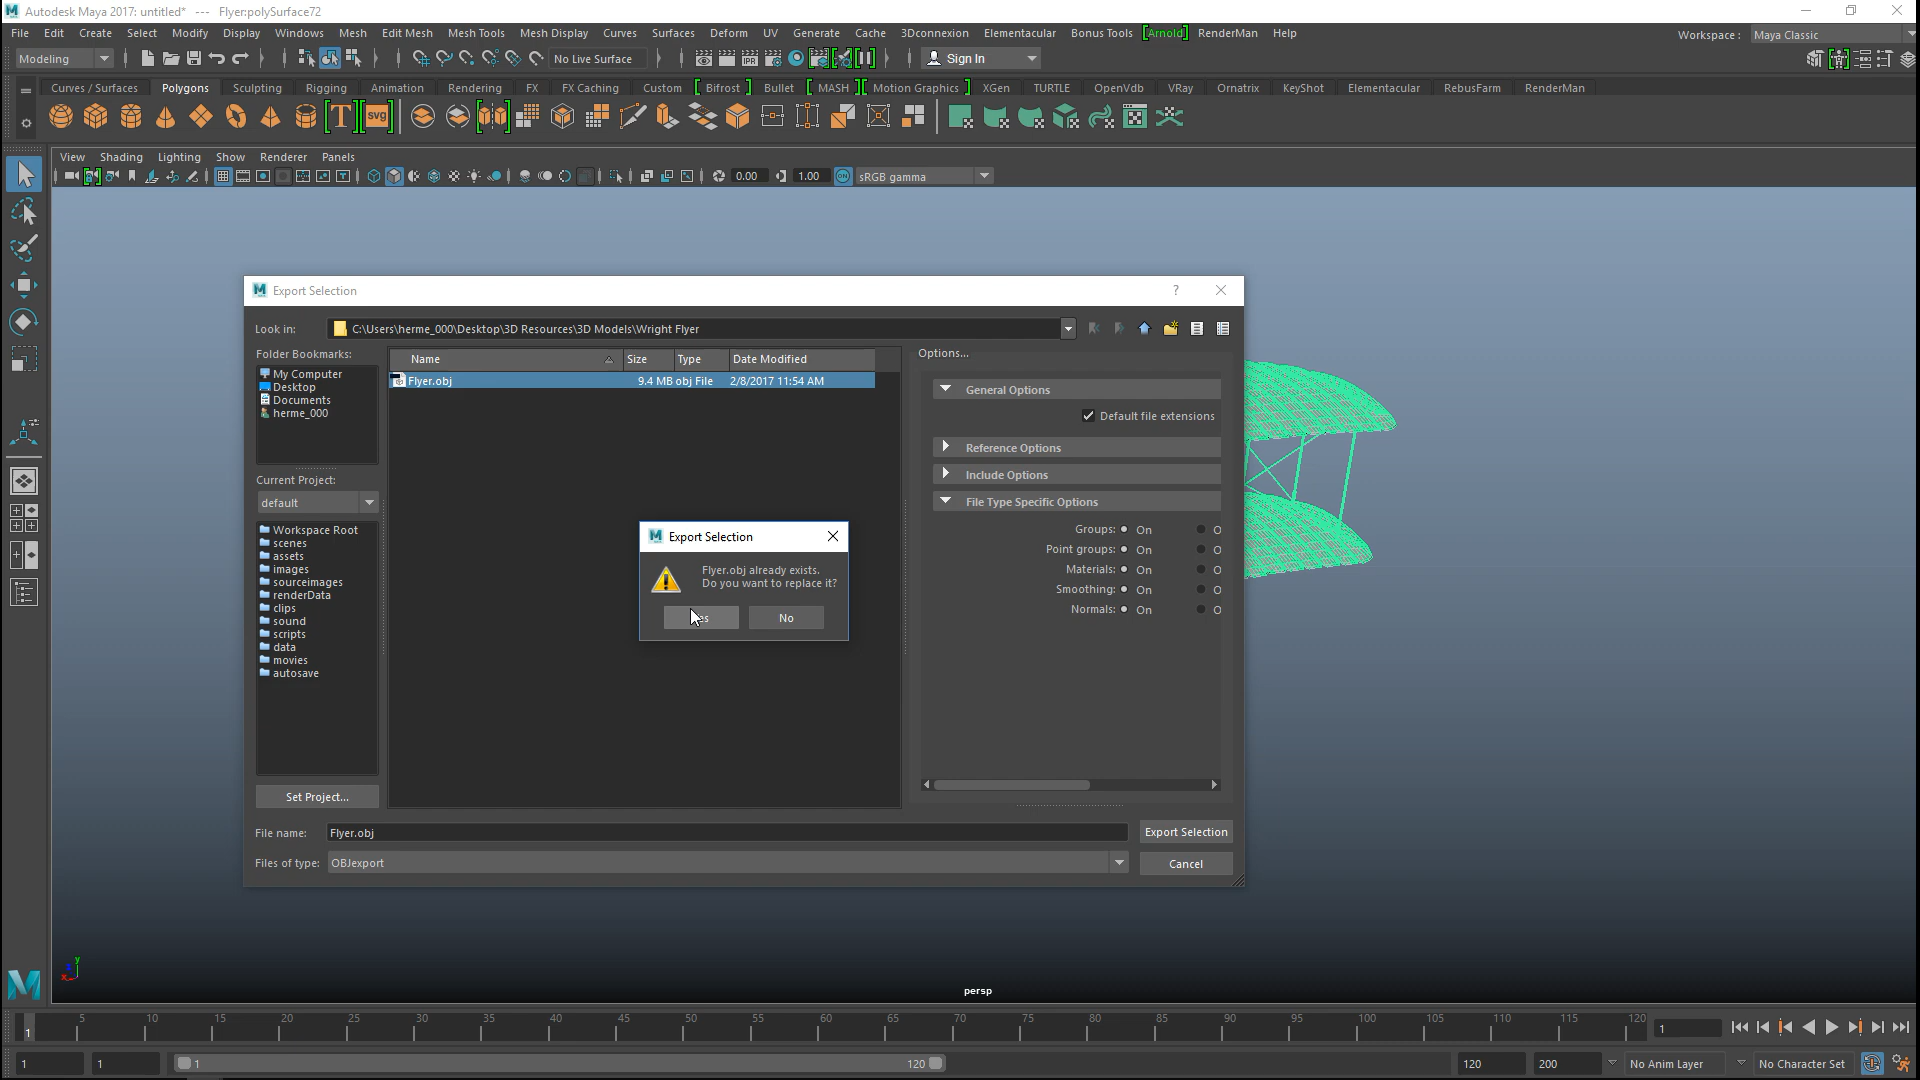 Autodesk Maya 2017: untitled* --- Flyer:polySurface72
File Edit Create Select Modify Display Windows Mesh Edit Mesh Mesh Tools Mesh Display Curves Surfaces Deform UV Generate Cache 3Dconnexion Elementacular Bonus Tools [Arnold] RenderMan Help Workspace : Maya Classic
Modeling No Live Surface IPR Sign In
Curves / Surfaces Polygons Sculpting Rigging Animation Rendering FX FX Caching Custom Bifrost Bullet MASH Motion Graphics XGen TURTLE OpenVdb VRay Ornatrix KeyShot Elementacular RebusFarm RenderMan
T svg
View Shading Lighting Show Renderer Panels
0.00 1.00 ON sRGB gamma
Export Selection ?
Look in: C:\Users\herme_000\Desktop\3D Resources\3D Models\Wright Flyer
Folder Bookmarks:
My Computer
Desktop
Documents
herme_000
Current Project:
default
Workspace Root
scenes
assets
images
sourceimages
renderData
clips
sound
scripts
data
movies
autosave
Set Project...
Name Size Type Date Modified
Flyer.obj 9.4 MB obj File 2/8/2017 11:54 AM
Options...
General Options
Default file extensions
Reference Options
Include Options
File Type Specific Options
Groups: On O
Point groups: On O
Materials: On O
Smoothing: On O
Normals: On O
Export Selection
Flyer.obj already exists.
Do you want to replace it?
No
File name: Flyer.obj Export Selection
Files of type: OBJexport Cancel
y
x
persp
5 10 15 20 25 30 35 40 45 50 55 60 65 70 75 80 85 90 95 100 105 110 115 120
1 1
1 1 1 120 120 200 No Anim Layer No Character Set